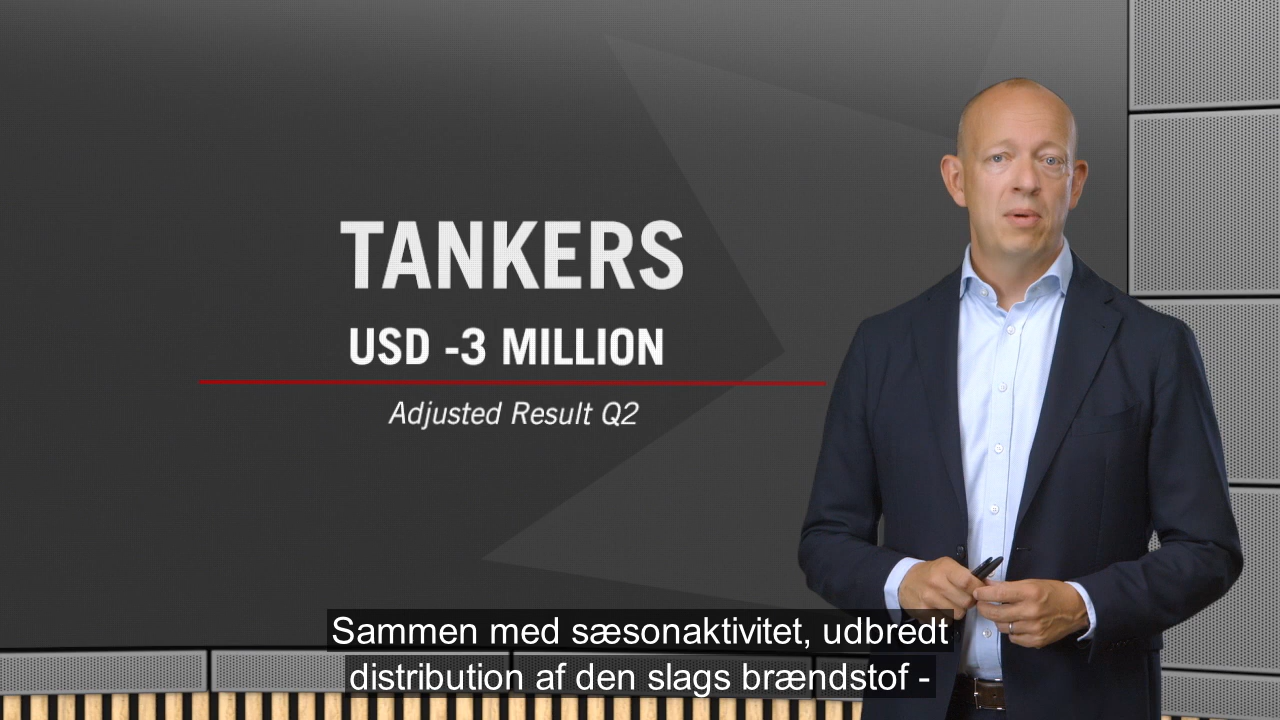 TANKERS
USD -3 MILLION
Adjusted Result Q2
Sammen med sæsonaktivitet, udbredt
distribution af den slags brændstof -